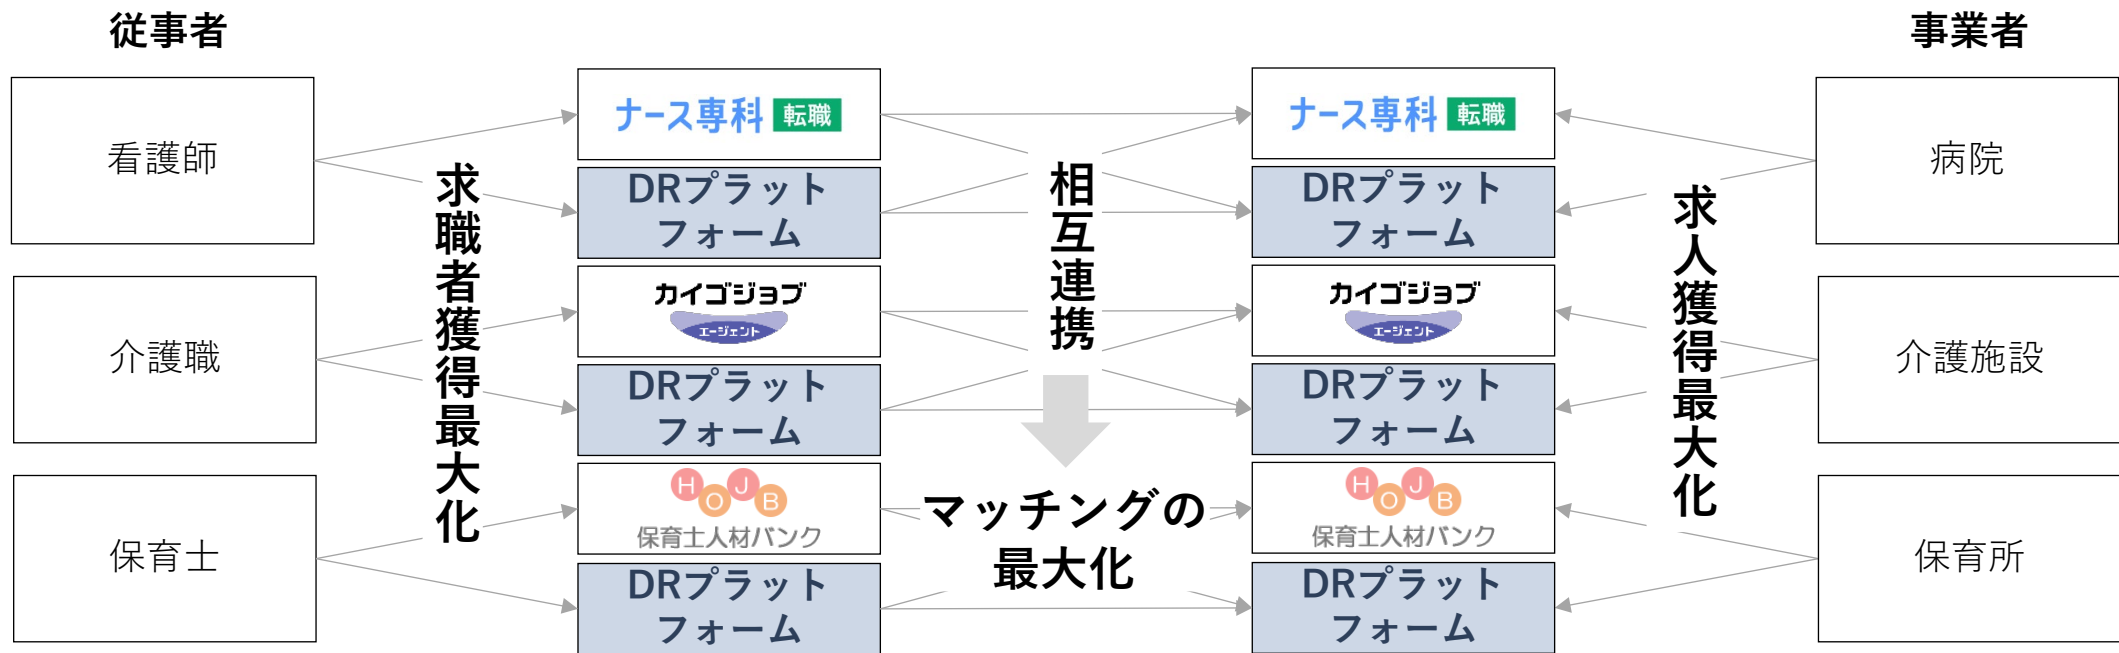 従事者
事業者
看護師
介護職
保育士
求職者獲得最大化
ナース専科 転職
DRプラット
フォーム
カイゴジョブ
エージェント
DRプラット
フォーム
HOJB
保育士人材バンク
DRプラット
フォーム
相互連携
マッチングの
最大化
ナース専科 転職
DRプラット
フォーム
カイゴジョブ
エージェント
DRプラット
フォーム
HOJB
保育士人材バンク
DRプラット
フォーム
求人獲得最大化
病院
介護施設
保育所